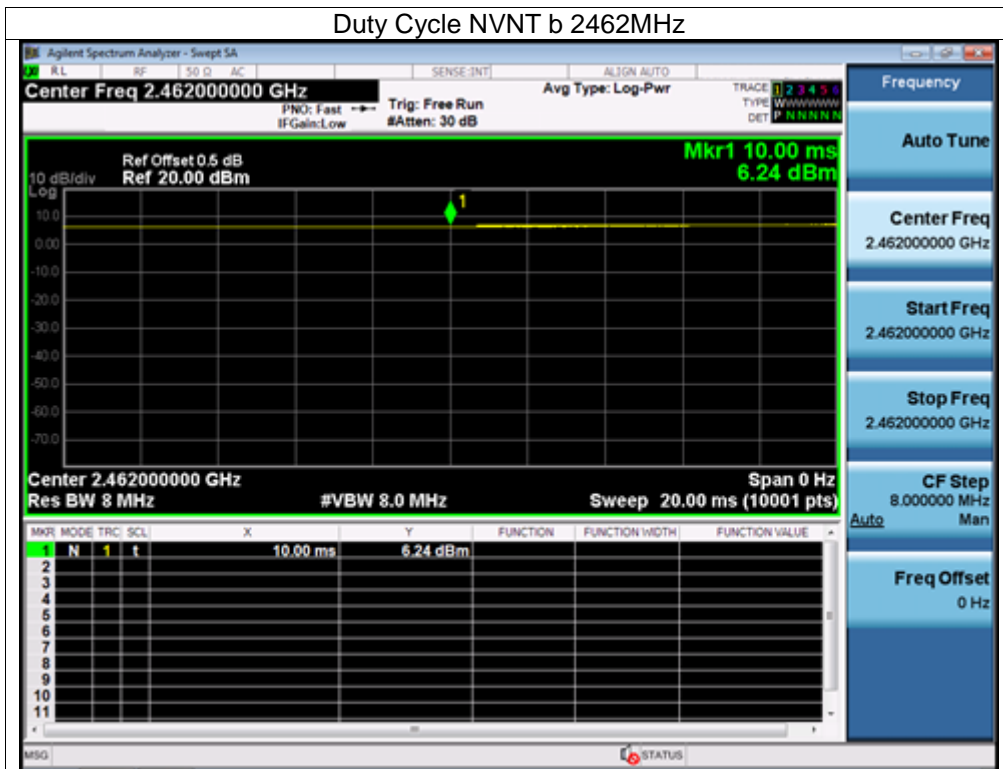 Duty Cycle NVNT b 2462MHz
Agilent Spectrum Analyzer - Swept SA
RL RF 50 Ω AC SENSE:INT ALIGN AUTO
Center Freq 2.462000000 GHz
PNO: Fast
IFGain:Low
Trig: Free Run
#Atten: 30 dB
Avg Type: Log-Pwr
TRACE 1 2 3 4 5 6
TYPE WWWWWW
DET P N N N N N
Frequency
Auto Tune
Center Freq
2.462000000 GHz
Start Freq
2.462000000 GHz
Stop Freq
2.462000000 GHz
CF Step
8.000000 MHz
Auto Man
Freq Offset
0 Hz
Mkr1 10.00 ms
6.24 dBm
Ref Offset 0.5 dB
10 dB/div Ref 20.00 dBm
Log
1
10.0
0.00
-10.0
-20.0
-30.0
-40.0
-50.0
-60.0
-70.0
Center 2.462000000 GHz Span 0 Hz
Res BW 8 MHz #VBW 8.0 MHz Sweep 20.00 ms (10001 pts)
MKR MODE TRC SCL X Y FUNCTION FUNCTION WIDTH FUNCTION VALUE
1 N 1 t 10.00 ms 6.24 dBm
2
3
4
5
6
7
8
9
10
11
MSG STATUS